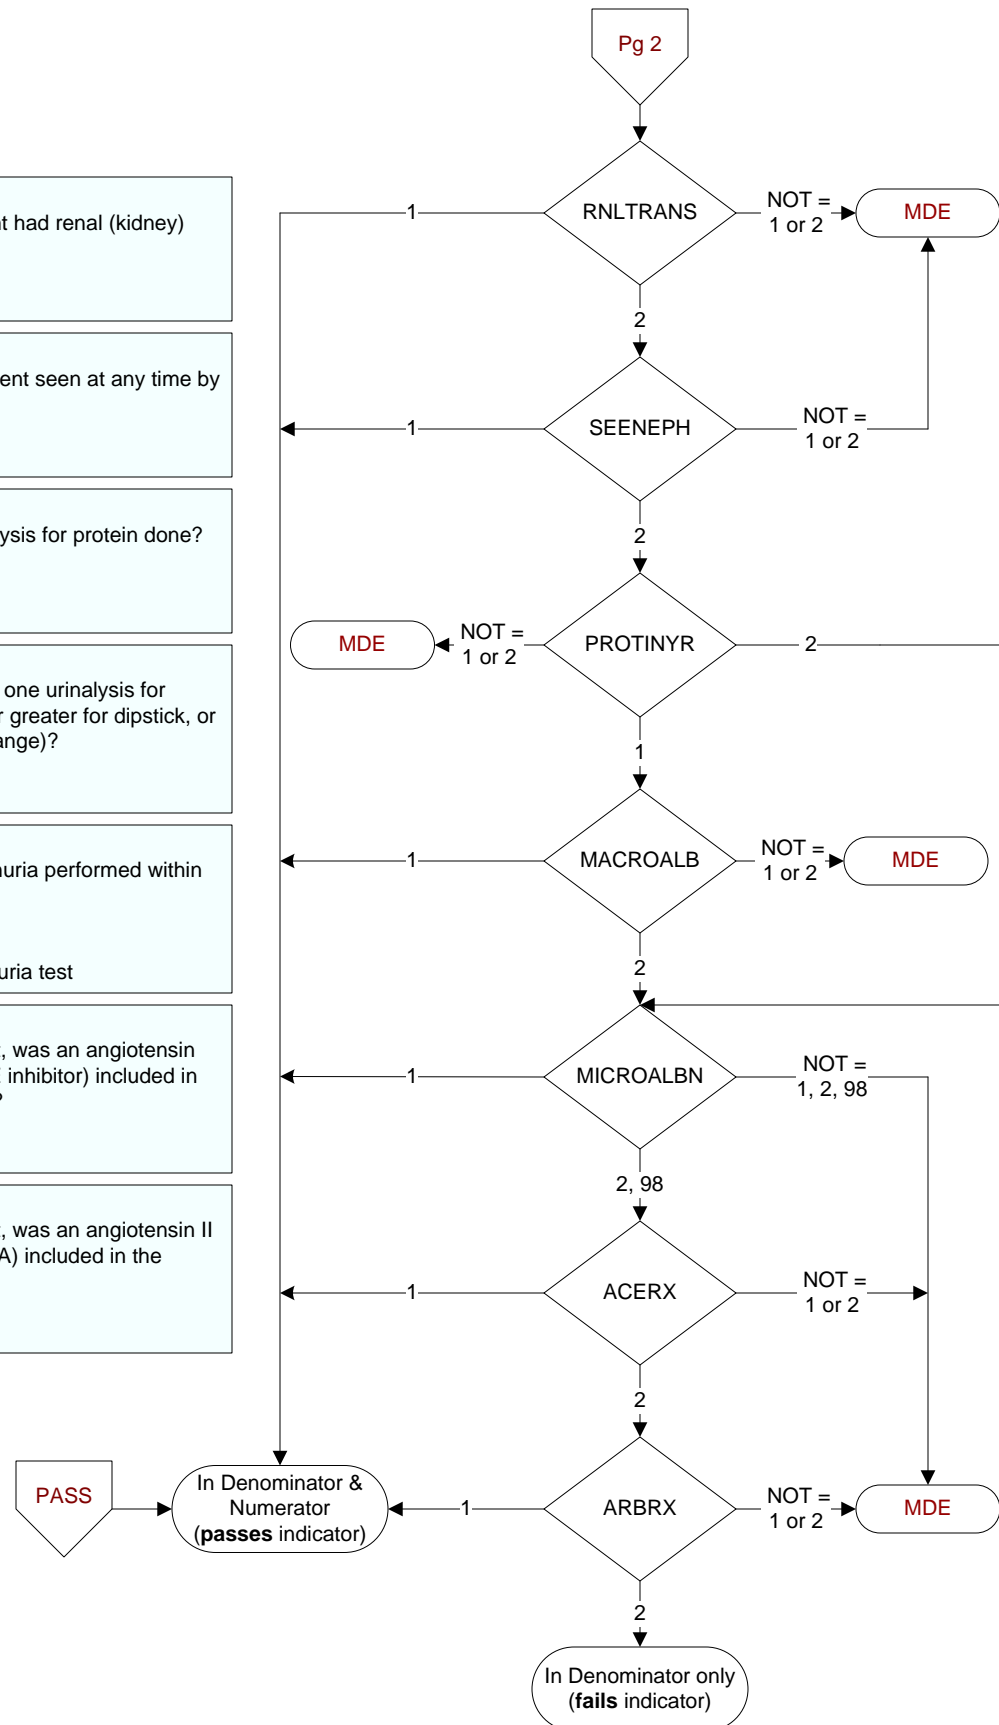 Pg 2
RNLTRANS
1
NOT =
1 or 2
MDE
2
SEENEPH
1
NOT =
1 or 2
2
PROTINYR
NOT =
1 or 2
MDE
2
1
MACROALB
1
NOT =
1 or 2
MDE
2
MICROALBN
1
NOT =
1, 2, 98
2, 98
ACERX
1
NOT =
1 or 2
2
ARBRX
1
NOT =
1 or 2
MDE
PASS
In Denominator &
Numerator
(passes indicator)
2
In Denominator only
(fails indicator)
had renal (kidney)
seen at any time by
for protein done?
one urinalysis for
greater for dipstick, or
performed within
test
was an angiotensin
inhibitor) included in
?
was an angiotensin II
included in the